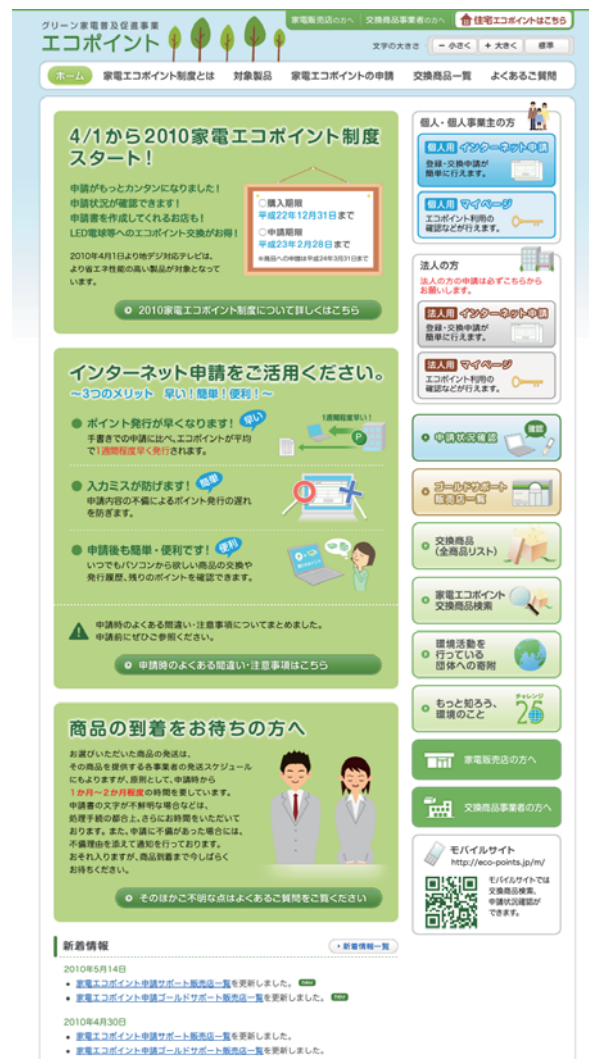 グリーン家電普及促進事業
エコポイント
家電販売店の方へ
交換商品事業者の方へ
住宅エコポイントはこちら
文字の大きさ
− 小さく
+ 大きく
標準
ホーム
家電エコポイント制度とは
対象製品
家電エコポイントの申請
交換商品一覧
よくあるご質問
4/1から2010家電エコポイント制度
スタート！
申請がもっとカンタンになりました！
申請状況が確認できます！
申請書を作成してくれるお店も！
LED電球等へのエコポイント交換がお得！
2010年4月1日より地デジ対応テレビは、
より省エネ性能の高い製品が対象となって
います。
○購入期限
平成22年12月31日まで
○申請期限
平成23年2月28日まで
※商品への申請は平成24年3月31日まで
2010家電エコポイント制度について詳しくはこちら
インターネット申請をご活用ください。
〜3つのメリット 早い！簡単！便利！〜
ポイント発行が早くなります！
早い
手書きでの申請に比べ、エコポイントが平均
で1週間程度早く発行されます。
1週間程度早い！
P
入力ミスが防げます！
簡単
申請内容の不備によるポイント発行の遅れ
を防ぎます。
申請後も簡単・便利です！
便利
いつでもパソコンから欲しい商品の交換や
発行履歴、残りのポイントを確認できます。
申請時のよくある間違い・注意事項についてまとめました。
申請前にぜひご参照ください。
申請時のよくある間違い・注意事項はこちら
商品の到着をお待ちの方へ
お選びいただいた商品の発送は、
その商品を提供する各事業者の発送スケジュール
にもよりますが、原則として、申請時から
1か月〜2か月程度の時間を要しています。
申請書の文字が不鮮明な場合などは、
処理手続の都合上、さらにお時間をいただいて
おります。また、申請に不備があった場合には、
不備理由を添えて通知を行っております。
おそれ入りますが、商品到着まで今しばらく
お待ちください。
そのほかご不明な点はよくあるご質問をご覧ください
新着情報
新着情報一覧
2010年5月14日
家電エコポイント申請サポート販売店一覧を更新しました。 new
家電エコポイント申請ゴールドサポート販売店一覧を更新しました。 new
2010年4月30日
家電エコポイント申請サポート販売店一覧を更新しました。
家電エコポイント申請ゴールドサポート販売店一覧を更新しました。
個人・個人事業主の方
個人用 インターネット申請
登録・交換申請が
簡単に行えます。
個人用 マイページ
エコポイント利用の
確認などが行えます。
法人の方
法人の方の申請は必ずこちらから
お願いします。
法人用 インターネット申請
登録・交換申請が
簡単に行えます。
法人用 マイページ
エコポイント利用の
確認などが行えます。
申請状況確認
確認
ゴールドサポート
販売店一覧
交換商品
（全商品リスト）
家電エコポイント
交換商品検索
環境活動を
行っている
団体への寄附
もっと知ろう、
環境のこと
チャレンジ
25
家電販売店の方へ
交換商品事業者の方へ
モバイルサイト
http://eco-points.jp/m/
モバイルサイトでは
交換商品検索、
申請状況確認が
できます。